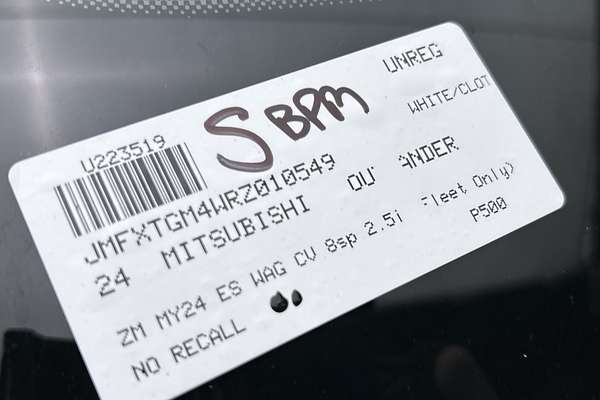 UNREG
U223519
S BPM
WHITE/CLOT
JMFXTGM4WRZ010549
24 MITSUBISHI OU ANDER
ZM MY24 ES WAG CV 8sp 2.5i leet Only)
P500
NO RECALL